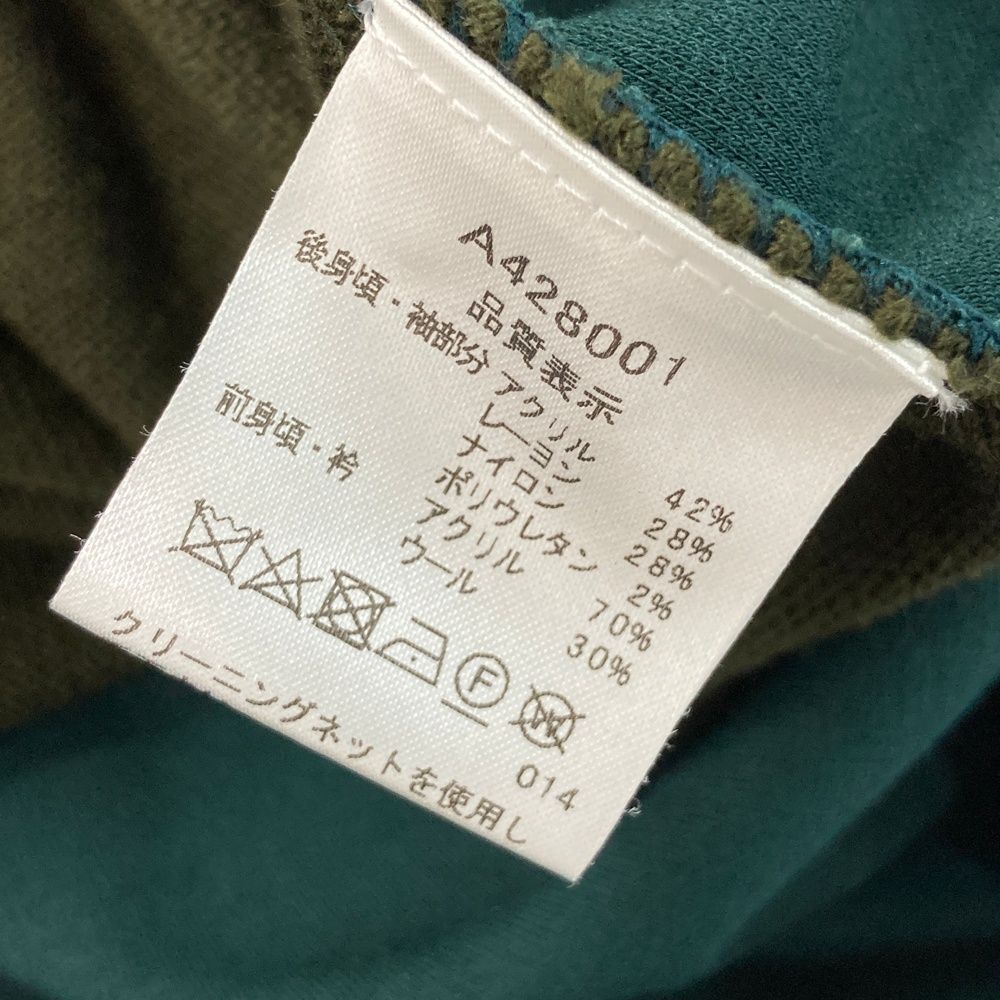 A428001
品質表示
後身頃・袖部分 アクリル 42%
レーヨン 28%
ナイロン 28%
ポリウレタン 2%
前身頃・衿 アクリル 70%
ウール 30%
F W
014
クリーニングネットを使用し